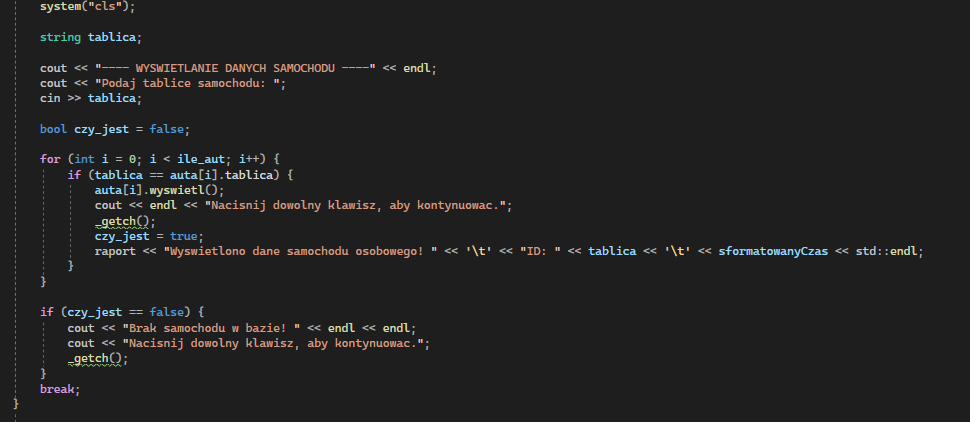 system("cls");
string tablica;
cout << "---- WYSWIETLANIE DANYCH SAMOCHODU ----" << endl;
cout << "Podaj tablice samochodu: ";
cin >> tablica;
bool czy_jest = false;
for (int i = 0; i < ile_aut; i++) {
if (tablica == auta[i].tablica) {
auta[i].wyswietl();
cout << endl << "Nacisnij dowolny klawisz, aby kontynuowac.";
_getch();
czy_jest = true;
raport << "Wyswietlono dane samochodu osobowego! " << '\t' << "ID: " << tablica << '\t' << sformatowanyCzas << std::endl;
}
}
if (czy_jest == false) {
cout << "Brak samochodu w bazie! " << endl << endl;
cout << "Nacisnij dowolny klawisz, aby kontynuowac.";
_getch();
}
break;
}